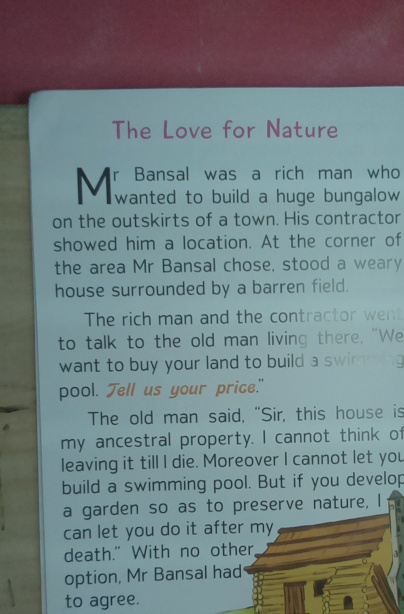 The Love for Nature
Mr Bansal was a rich man who
wanted to build a huge bungalow
on the outskirts of a town. His contractor
showed him a location. At the corner of
the area Mr Bansal chose, stood a weary
house surrounded by a barren field.
The rich man and the contractor went
to talk to the old man living there. "We
want to buy your land to build a swimming
pool. Tell us your price."
The old man said, "Sir, this house is
my ancestral property. I cannot think of
leaving it till I die. Moreover I cannot let you
build a swimming pool. But if you develop
a garden so as to preserve nature, I
can let you do it after my
death." With no other
option, Mr Bansal had
to agree.